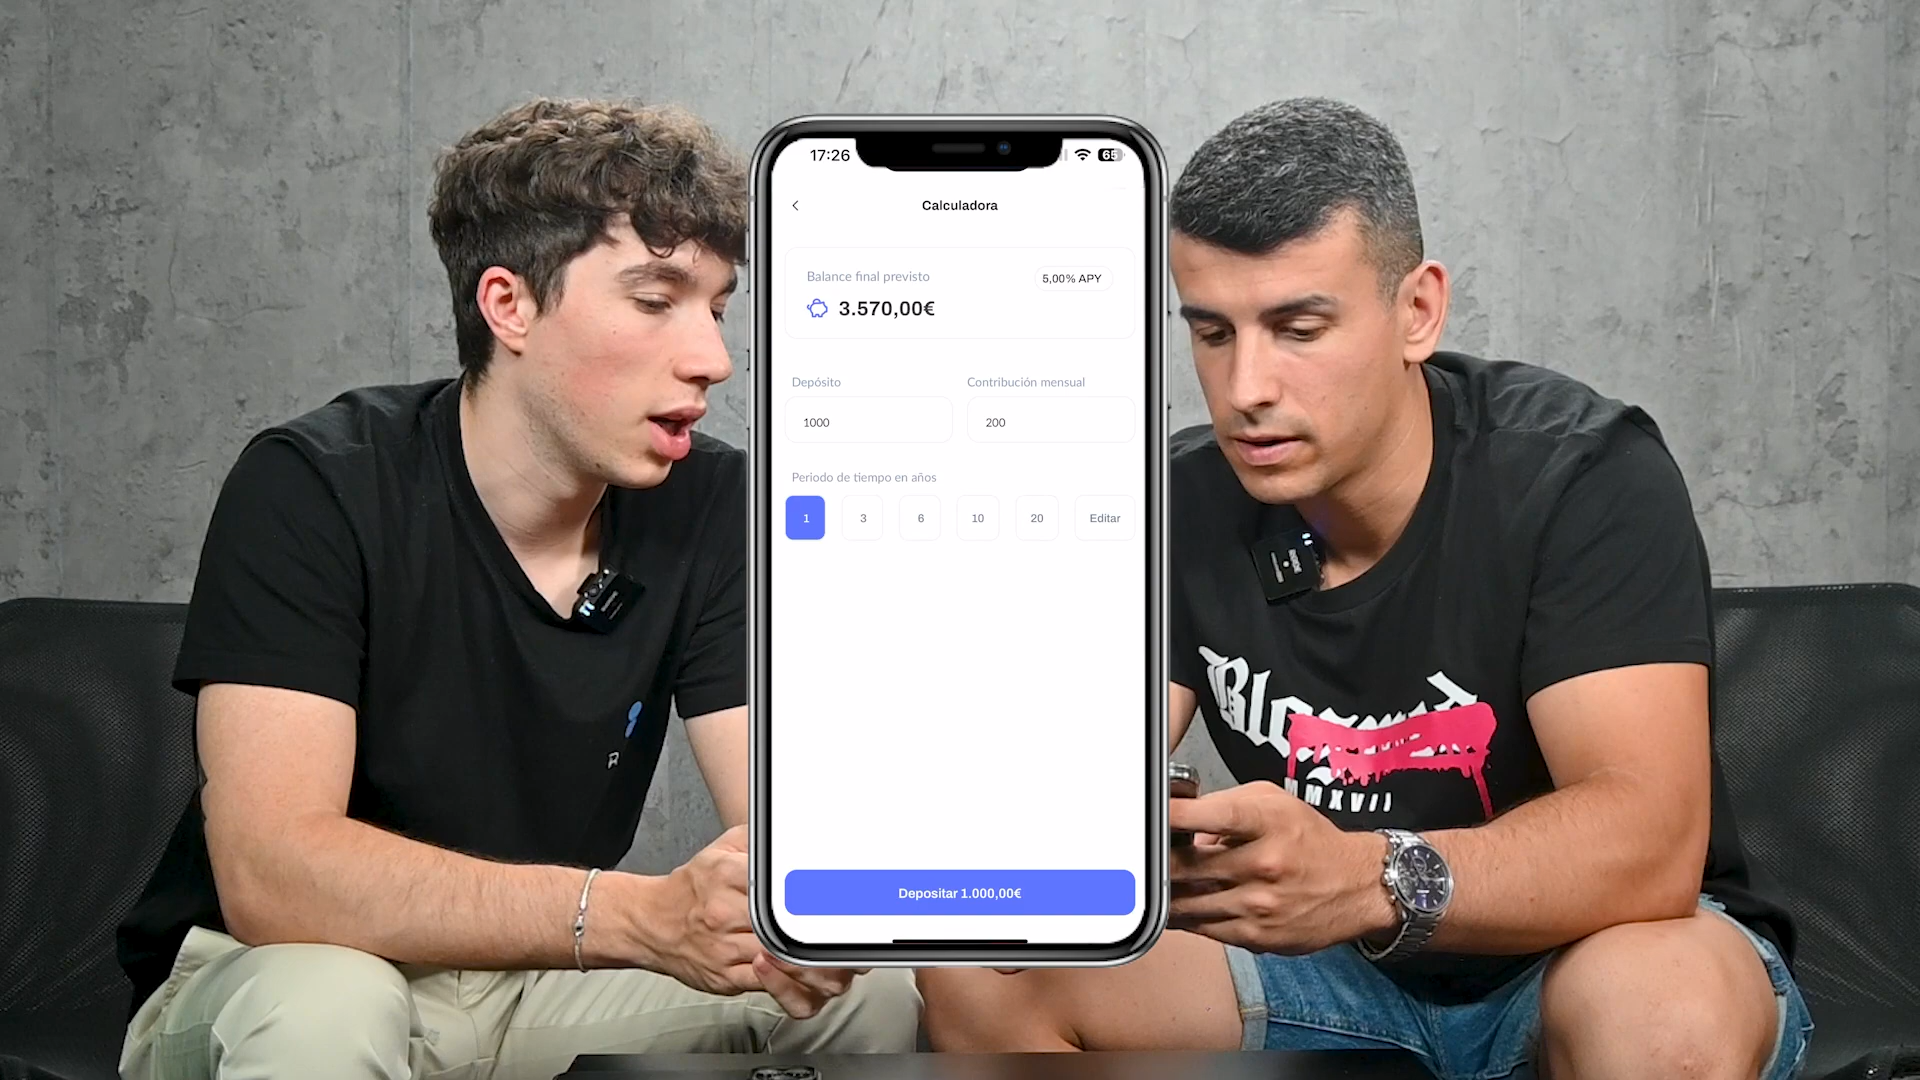 17:26
65
Calculadora
Balance final previsto
5,00% APY
3.570,00€
Depósito
Contribución mensual
1000
200
Periodo de tiempo en años
1
3
6
10
20
Editar
Depositar 1.000,00€
R
MMXVII